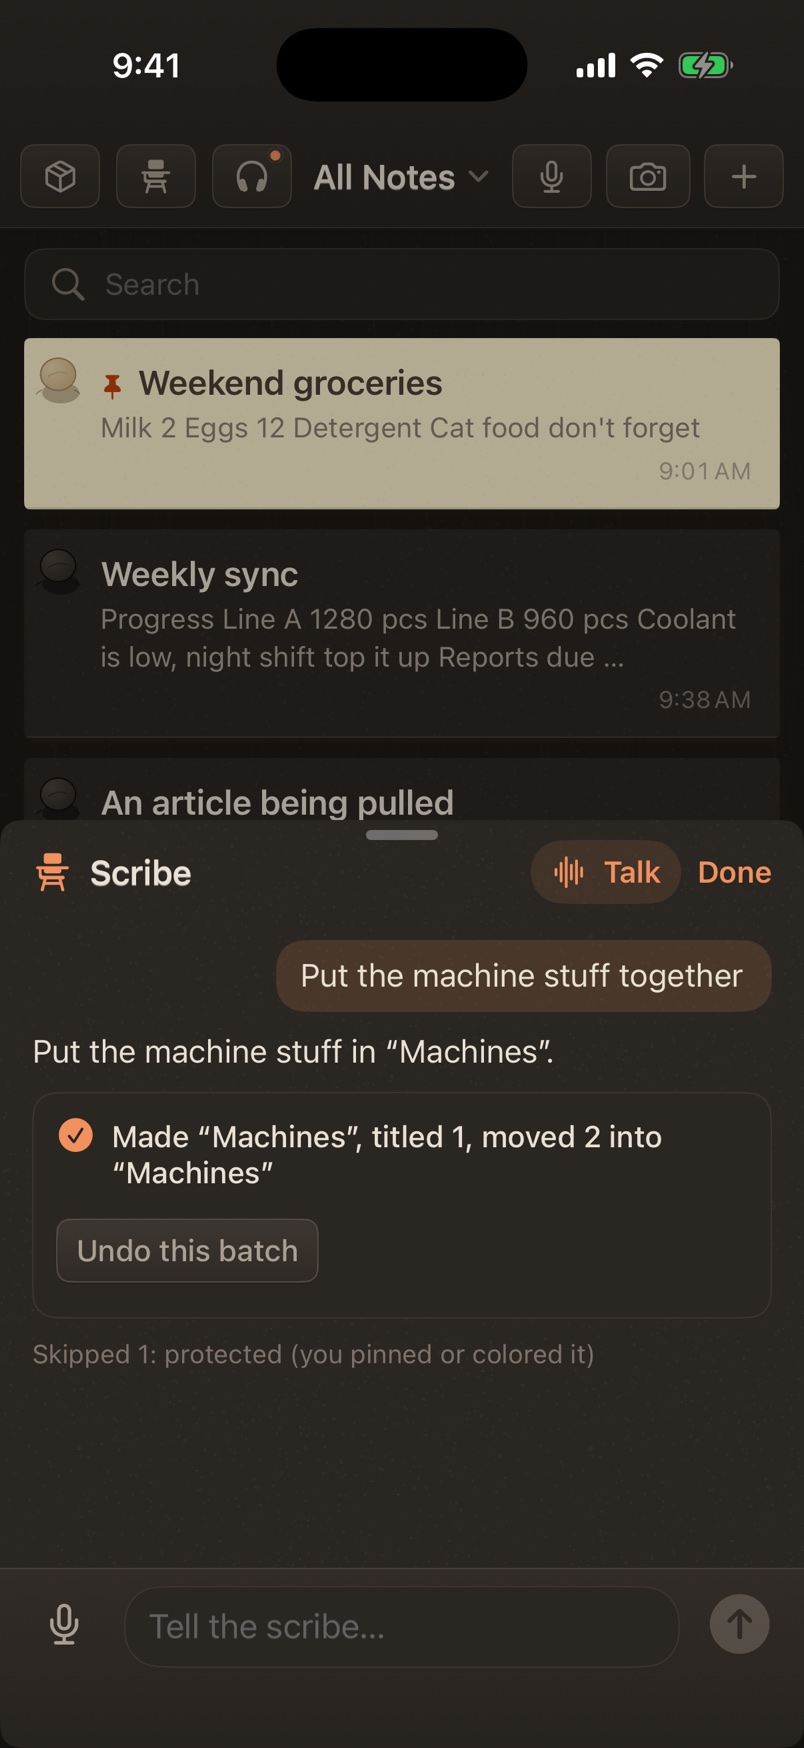 9:41
All Notes
Search
Weekend groceries
Milk 2 Eggs 12 Detergent Cat food don't forget
9:01 AM
Weekly sync
Progress Line A 1280 pcs Line B 960 pcs Coolant
is low, night shift top it up Reports due ...
9:38 AM
An article being pulled
Scribe
Talk
Done
Put the machine stuff together
Put the machine stuff in “Machines”.
Made “Machines”, titled 1, moved 2 into
“Machines”
Undo this batch
Skipped 1: protected (you pinned or colored it)
Tell the scribe...